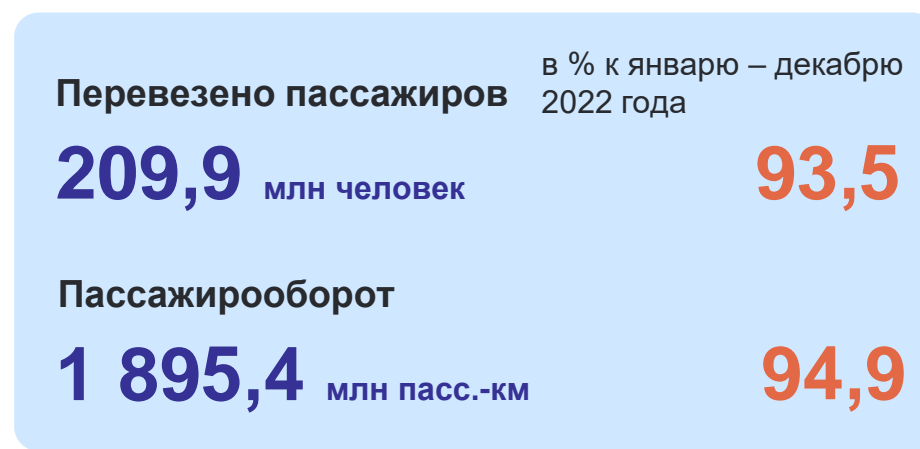 Перевезено пассажиров
в % к январю – декабрю
2022 года
209,9 млн человек
93,5
Пассажирооборот
1 895,4 млн пасс.-км
94,9